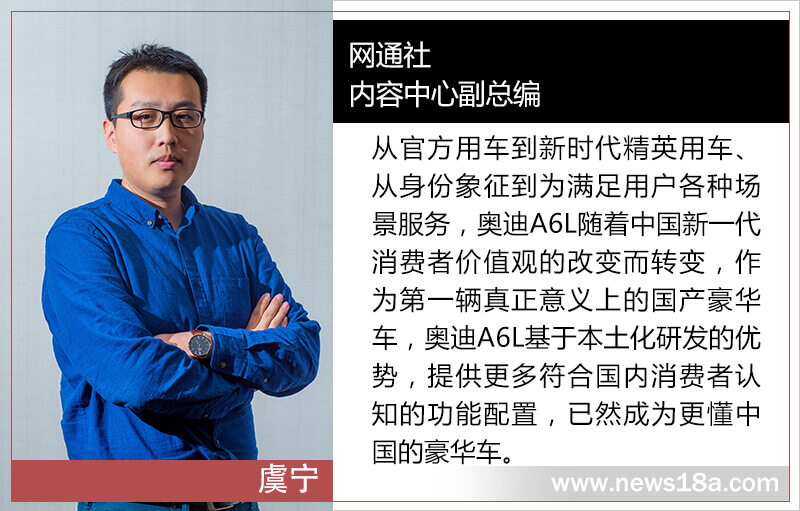 网通社
内容中心副总编
从官方用车到新时代精英用车、
从身份象征到为满足用户各种场
景服务，奥迪A6L随着中国新一代
消费者价值观的改变而转变，作
为第一辆真正意义上的国产豪华
车，奥迪A6L基于本土化研发的优
势，提供更多符合国内消费者认
知的功能配置，已然成为更懂中
国的豪华车。
虞宁
www.news18a.com